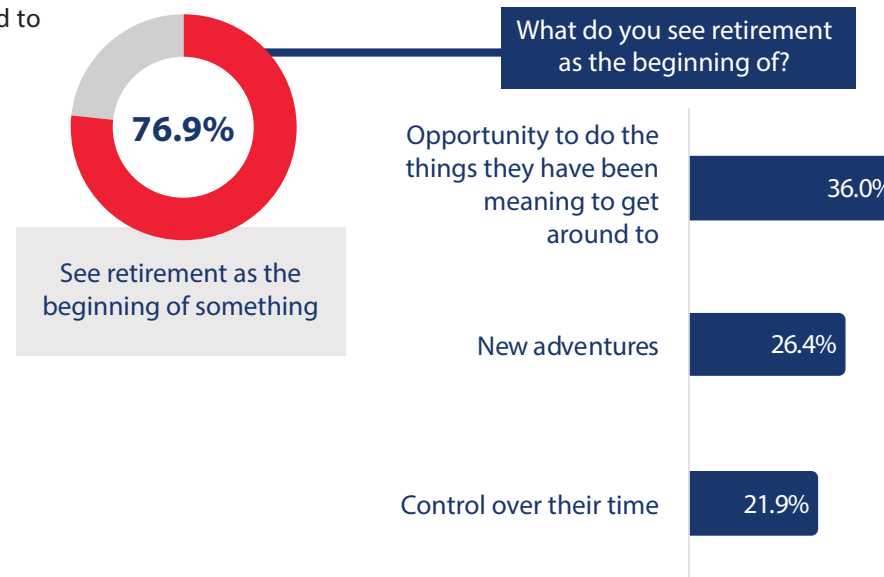 d to
76.9%
See retirement as the
beginning of something
What do you see retirement
as the beginning of?
Opportunity to do the
things they have been
meaning to get
around to
36.0%
New adventures
26.4%
Control over their time
21.9%